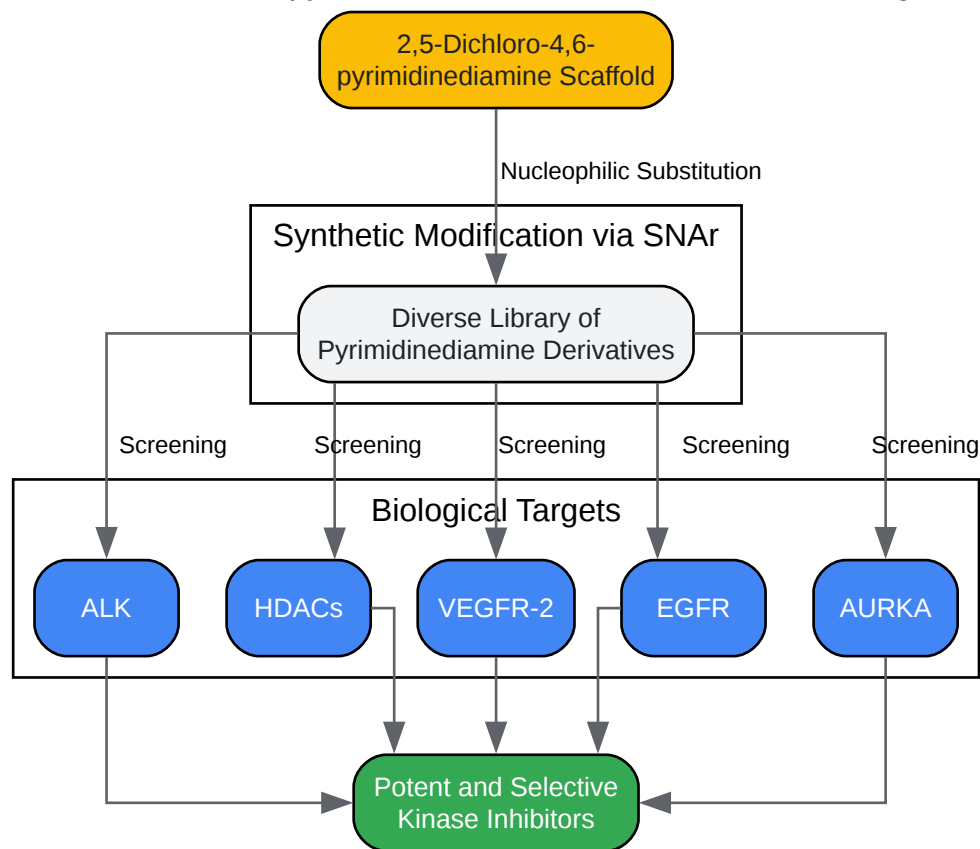 2,5-Dichloro-4,6-
pyrimidinediamine Scaffold
Nucleophilic Substitution
Synthetic Modification via SNAr
Diverse Library of
Pyrimidinediamine Derivatives
Screening Screening Screening Screening Screening
Biological Targets
ALK HDACs VEGFR-2 EGFR AURKA
Potent and Selective
Kinase Inhibitors